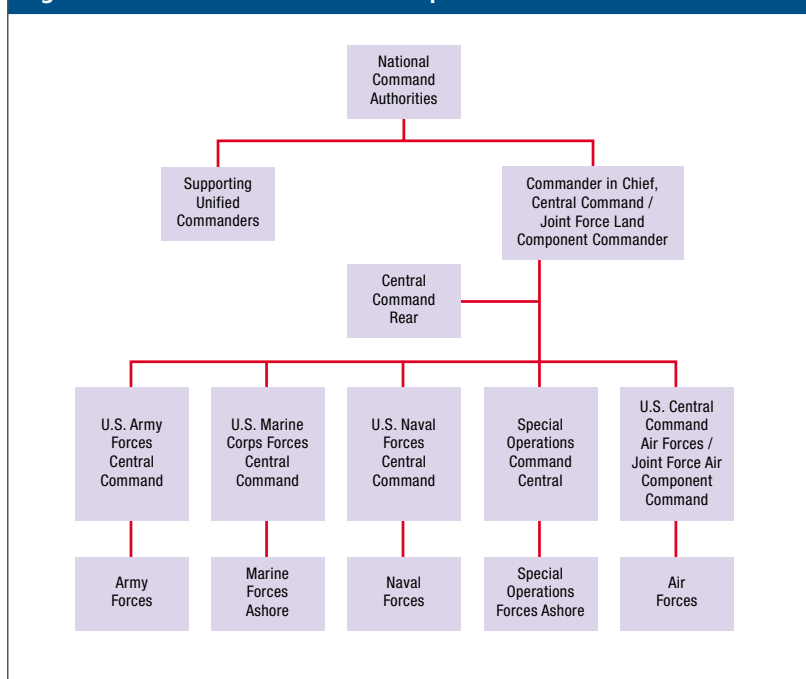 National
Command
Authorities
Supporting
Unified
Commanders
Commander in Chief,
Central Command /
Joint Force Land
Component Commander
Central
Command
Rear
U.S. Army
Forces
Central
Command
U.S. Marine
Corps Forces
Central
Command
U.S. Naval
Forces
Central
Command
Special
Operations
Command
Central
U.S. Central
Command
Air Forces /
Joint Force Air
Component
Command
Army
Forces
Marine
Forces
Ashore
Naval
Forces
Special
Operations
Forces Ashore
Air
Forces